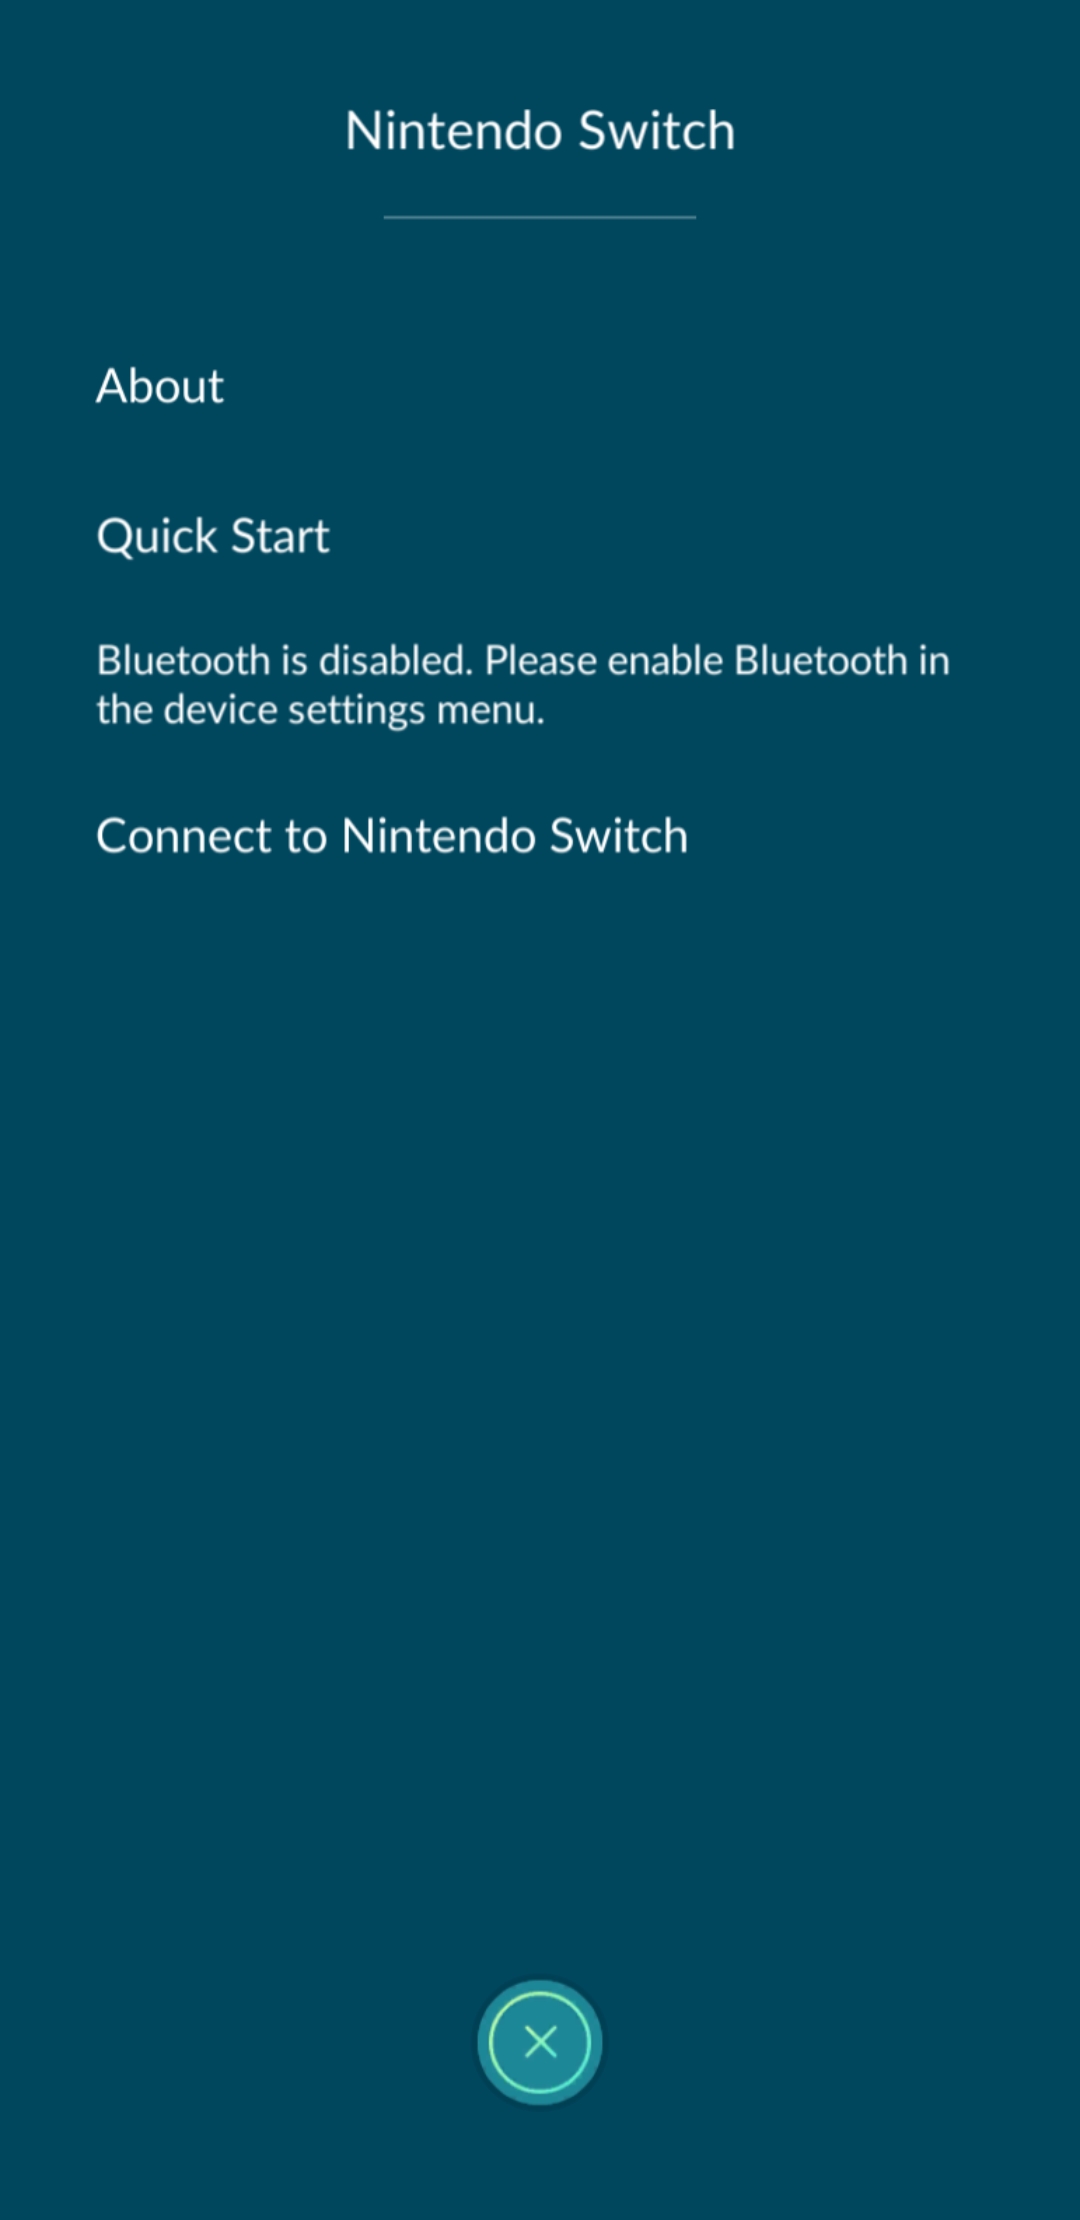 Nintendo Switch
About
Quick Start
Bluetooth is disabled. Please enable Bluetooth in
the device settings menu.
Connect to Nintendo Switch